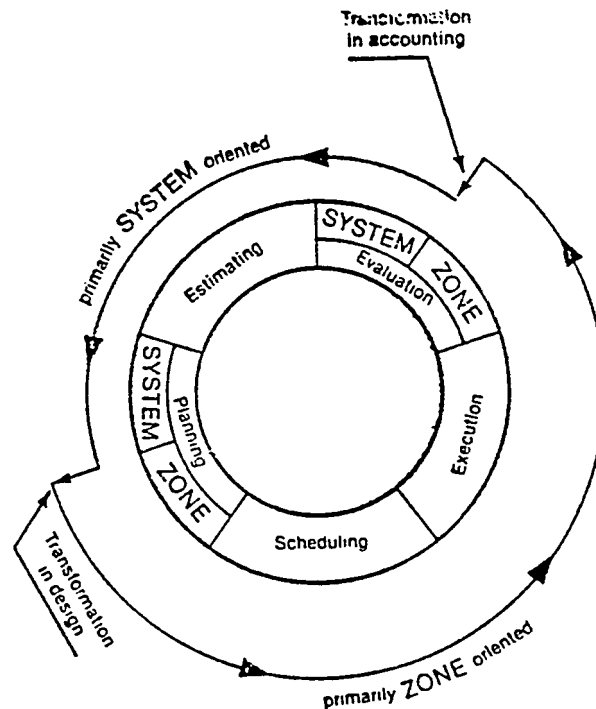 Transformation
in accounting
primarily SYSTEM oriented
SYSTEM
ZONE
Evaluation
Estimating
SYSTEM
ZONE
Planning
Execution
Scheduling
Transformation
in design
primarily ZONE oriented